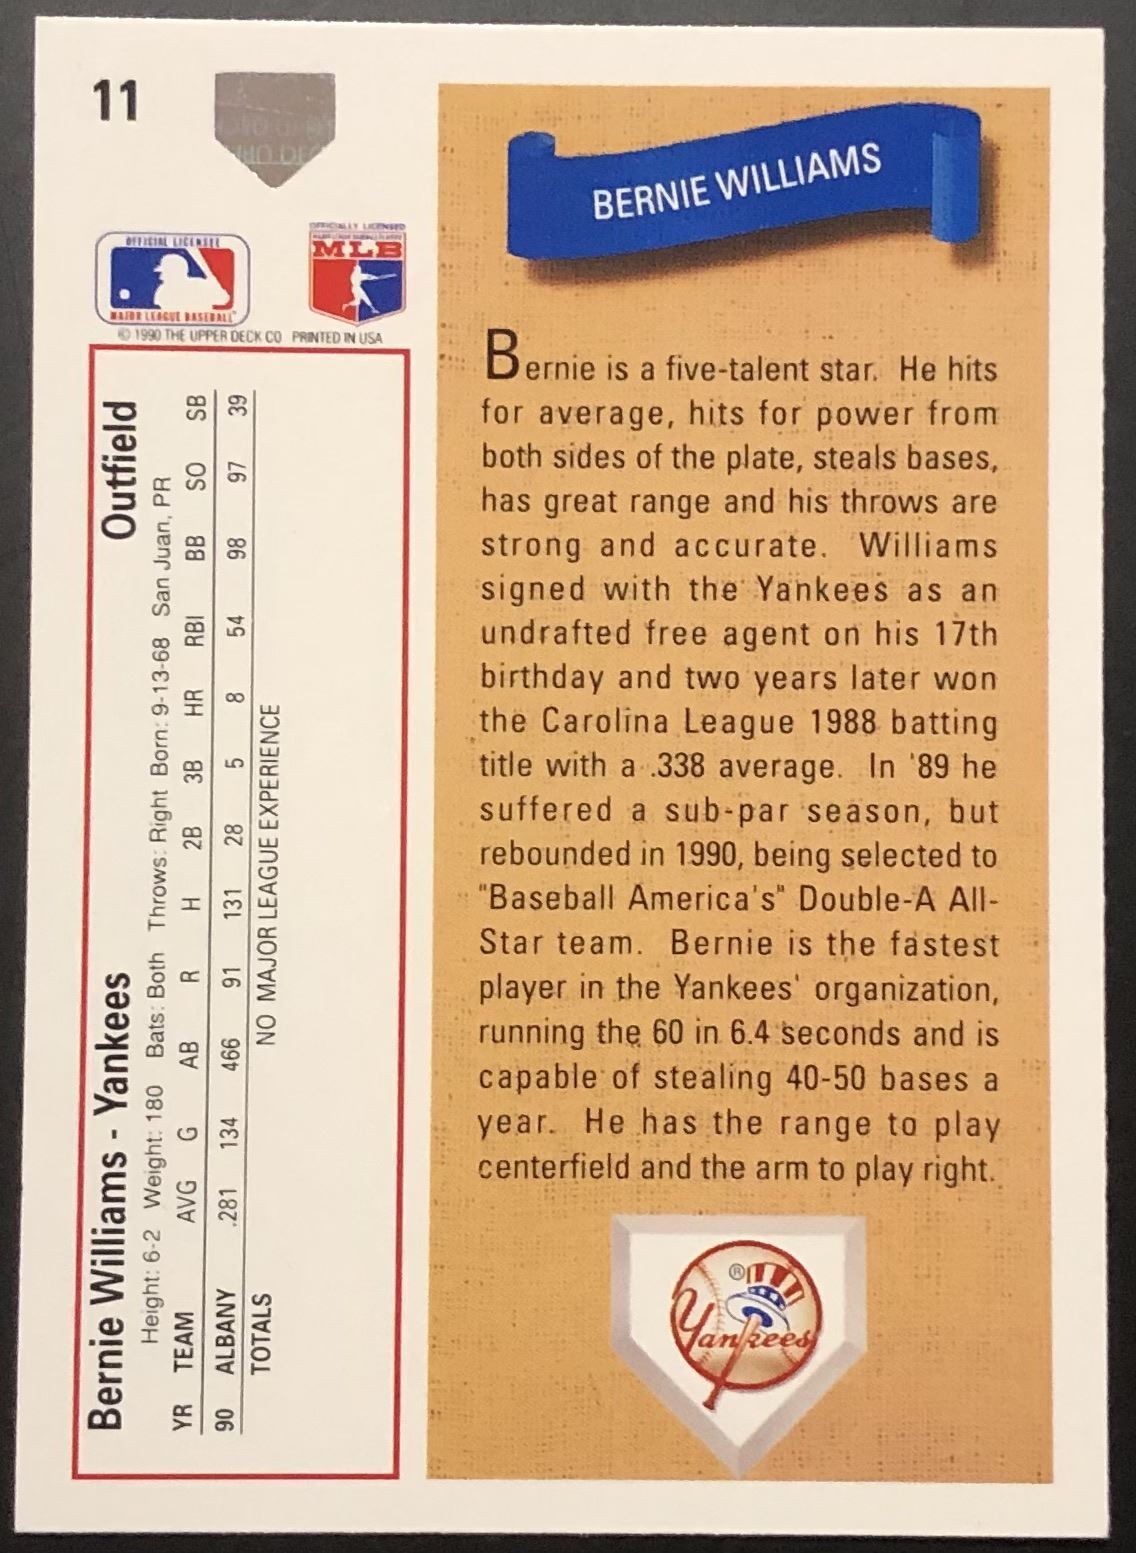 11
OFFICIAL LICENSEE
MAJOR LEAGUE BASEBALL
OFFICIALLY LICENSED
MLB
© 1990 THE UPPER DECK CO PRINTED IN USA
Bernie Williams - Yankees Outfield
Height: 6-2 Weight: 180 Bats: Both Throws: Right Born: 9-13-68 San Juan, PR
YR TEAM AVG G AB R H 2B 3B HR RBI BB SO SB
90 ALBANY .281 134 466 91 131 28 5 8 54 98 97 39
TOTALS NO MAJOR LEAGUE EXPERIENCE
BERNIE WILLIAMS
Bernie is a five-talent star. He hits
for average, hits for power from
both sides of the plate, steals bases,
has great range and his throws are
strong and accurate. Williams
signed with the Yankees as an
undrafted free agent on his 17th
birthday and two years later won
the Carolina League 1988 batting
title with a .338 average. In '89 he
suffered a sub-par season, but
rebounded in 1990, being selected to
"Baseball America's" Double-A All-
Star team. Bernie is the fastest
player in the Yankees' organization,
running the 60 in 6.4 seconds and is
capable of stealing 40-50 bases a
year. He has the range to play
centerfield and the arm to play right.
Yankees
®